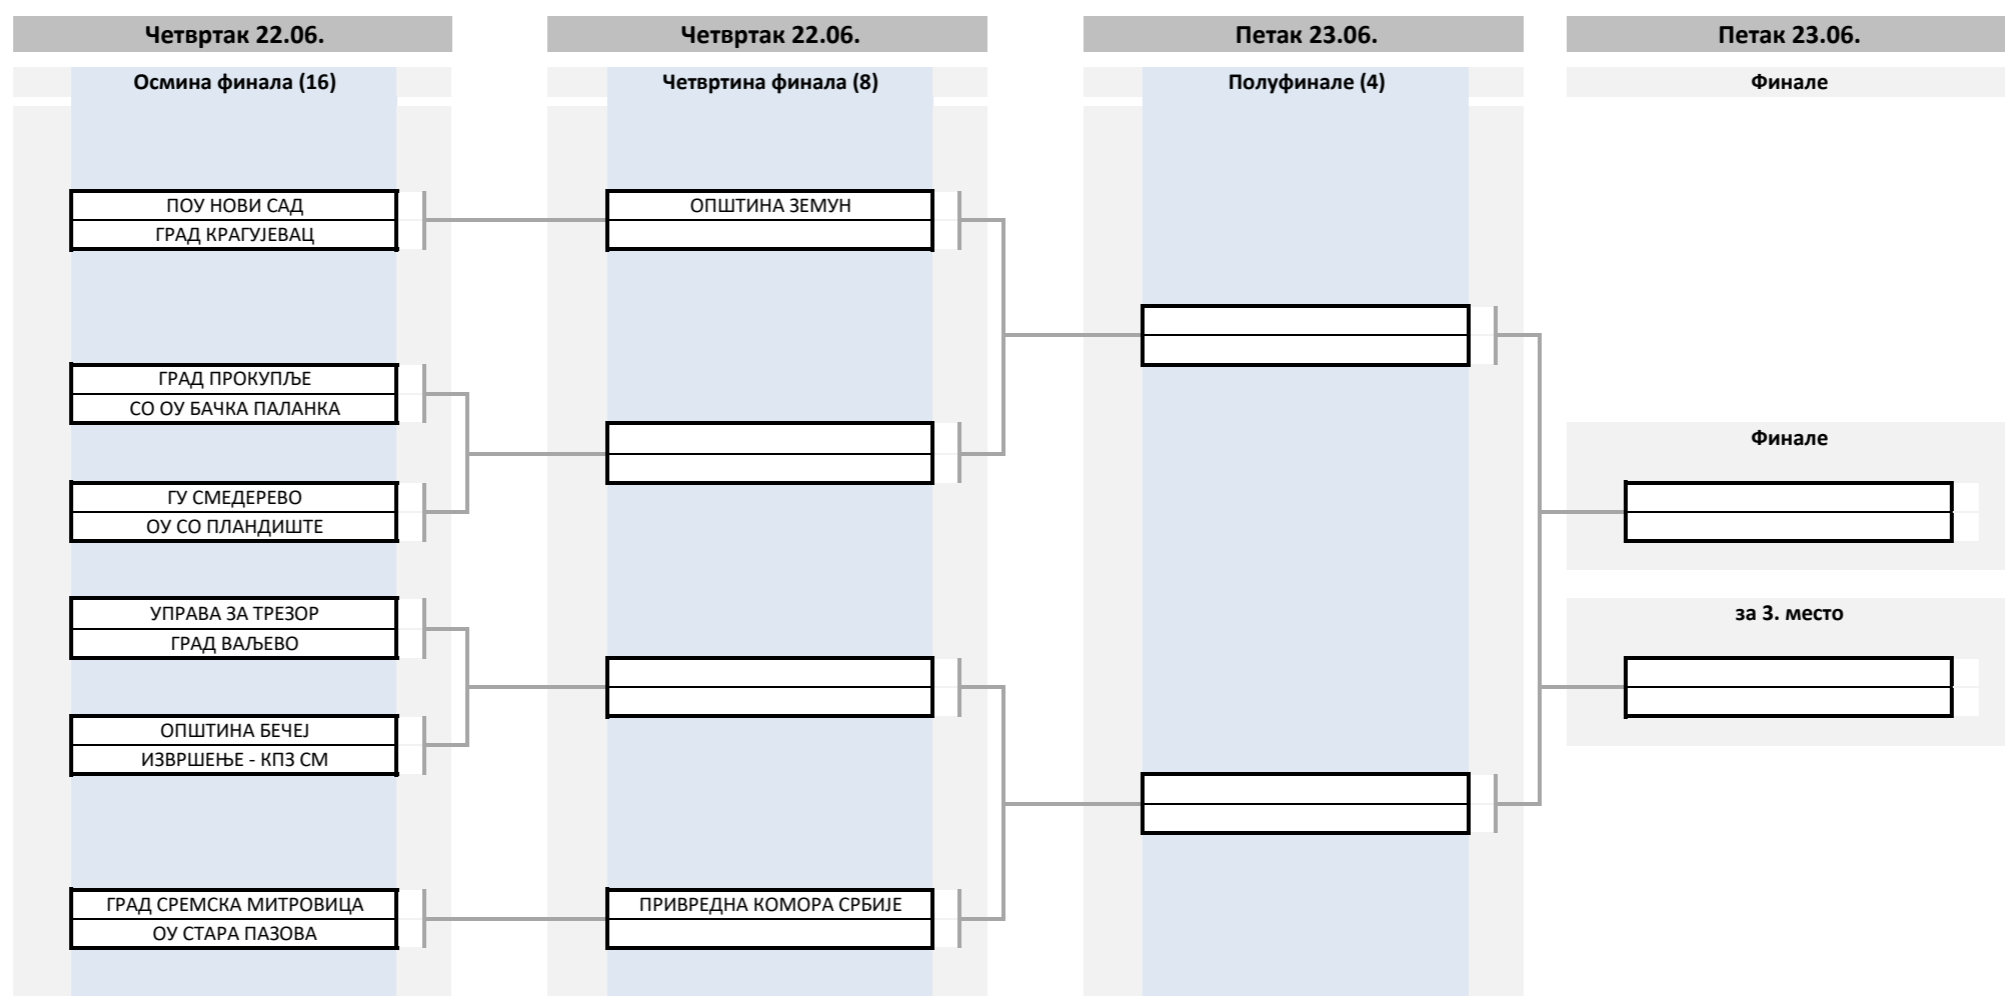 Четвртак 22.06.
Четвртак 22.06.
Петак 23.06.
Петак 23.06.
Осмина финала (16)
Четвртина финала (8)
Полуфинале (4)
Финале
ПОУ НОВИ САД
ГРАД КРАГУЈЕВАЦ
ГРАД ПРОКУПЉЕ
СО ОУ БАЧКА ПАЛАНКА
ГУ СМЕДЕРЕВО
ОУ СО ПЛАНДИШТЕ
УПРАВА ЗА ТРЕЗОР
ГРАД ВАЉЕВО
ОПШТИНА БЕЧЕЈ
ИЗВРШЕЊЕ - КПЗ СМ
ГРАД СРЕМСКА МИТРОВИЦА
ОУ СТАРА ПАЗОВА
ОПШТИНА ЗЕМУН
ПРИВРЕДНА КОМОРА СРБИЈЕ
Финале
за 3. место